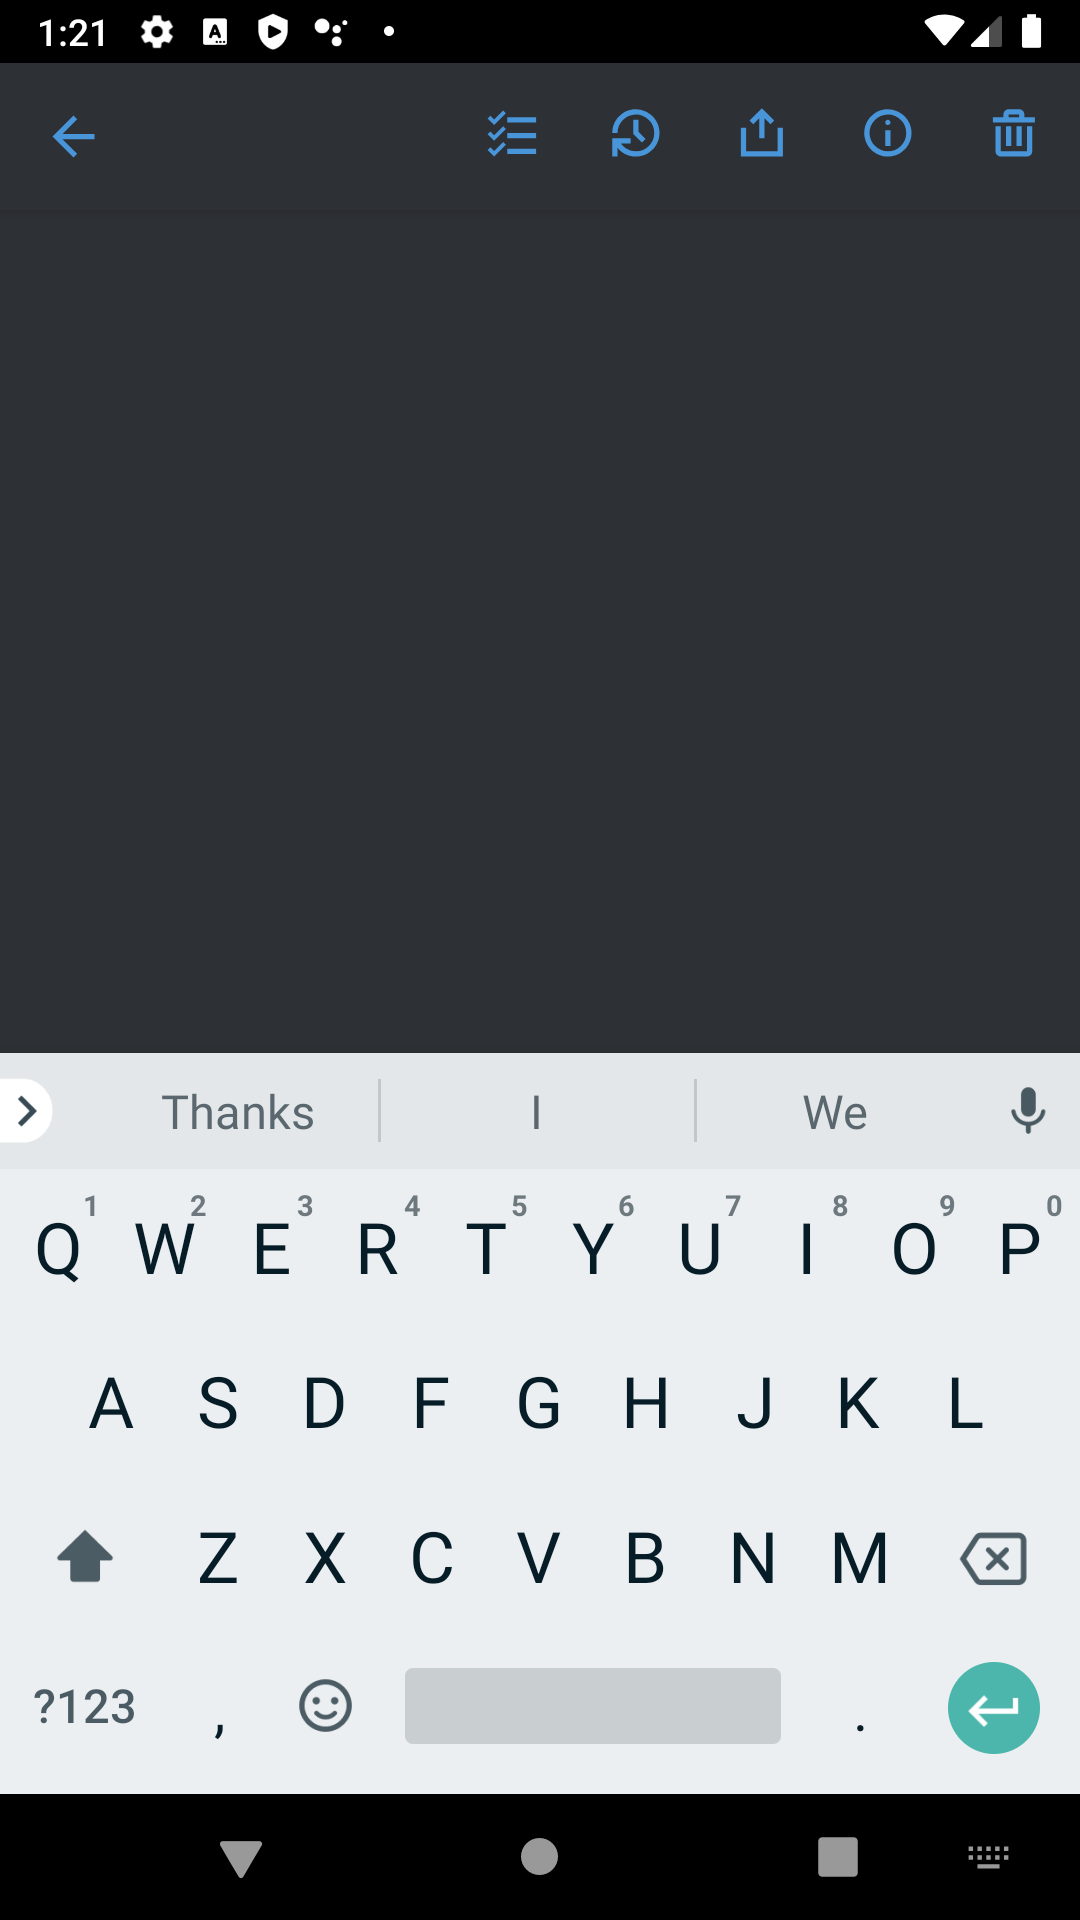 1:21
Thanks I We
1 2 3 4 5 6 7 8 9 0
Q W E R T Y U I O P
A S D F G H J K L
Z X C V B N M
?123 , .